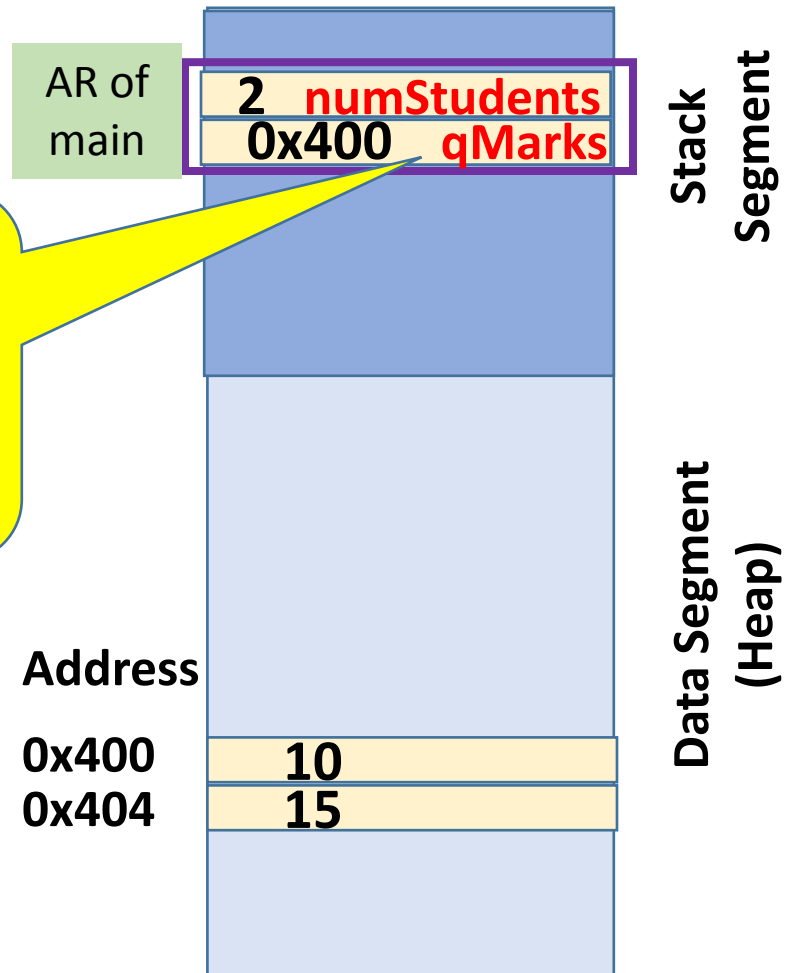 AR of
main
2 numStudents
0x400 qMarks
Stack
Segment
Data Segment
(Heap)
Address
0x400 10
0x404 15